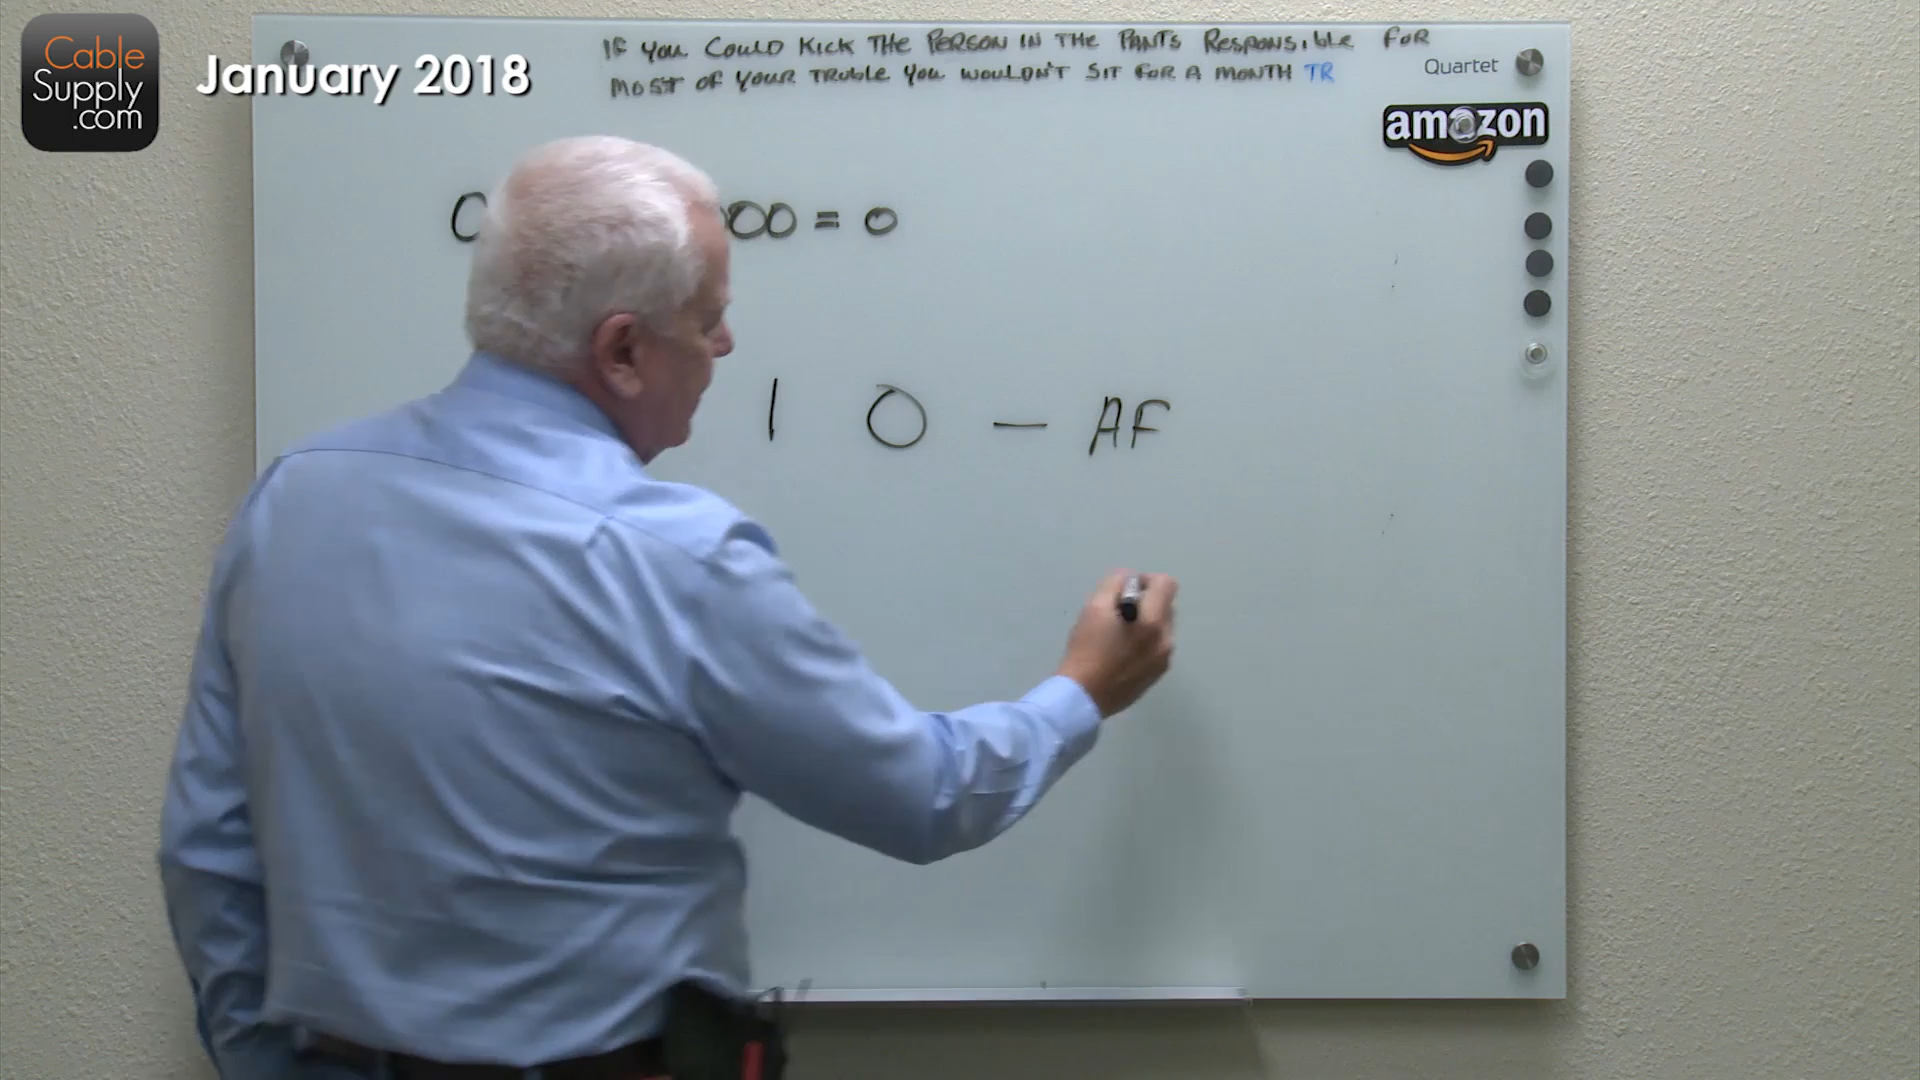 Cable
Supply
.com
January 2018
IF YOU COULD KICK THE PERSON IN THE PANTS RESPONSIBLE FOR
MOST OF YOUR TRUBLE YOU WOULDN'T SIT FOR A MONTH TR
Quartet
amazon
0 00 = 0
1 0 — AF